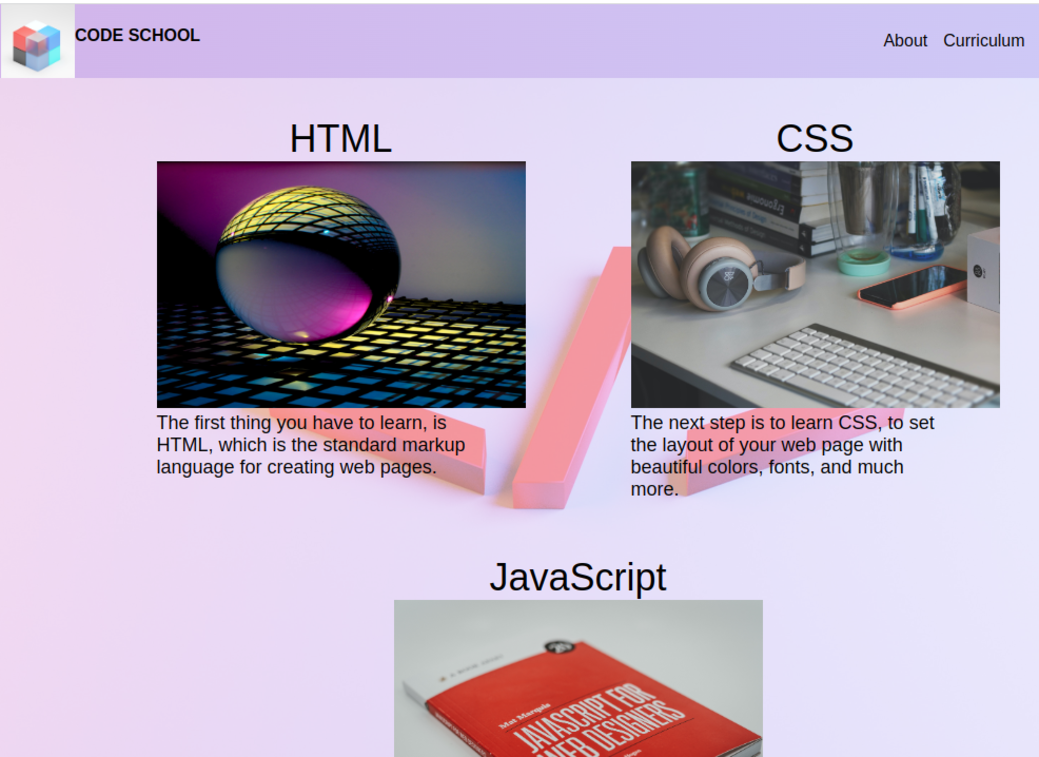 CODE SCHOOL
About Curriculum
HTML
CSS
Ergonomie
The first thing you have to learn, is
HTML, which is the standard markup
language for creating web pages.
The next step is to learn CSS, to set
the layout of your web page with
beautiful colors, fonts, and much
more.
JavaScript
Mat Marquis
JAVASCRIPT FOR
WEB DESIGNERS